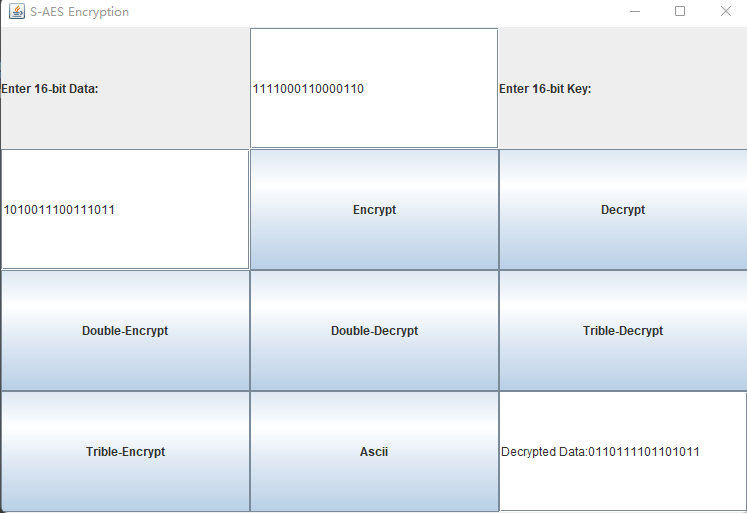 S-AES Encryption
Enter 16-bit Data:
1111000110000110
Enter 16-bit Key:
1010011100111011
Encrypt
Decrypt
Double-Encrypt
Double-Decrypt
Trible-Decrypt
Trible-Encrypt
Ascii
Decrypted Data:0110111101101011